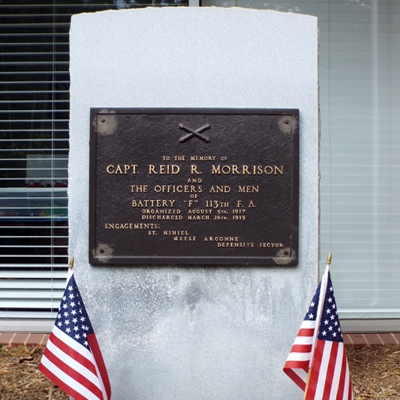 TO THE MEMORY OF
CAPT. REID R. MORRISON
AND
THE OFFICERS AND MEN
OF
BATTERY "F" 113TH F. A.
ORGANIZED AUGUST 5TH, 1917
DISCHARGED MARCH 28TH, 1919
ENGAGEMENTS:
ST. MIHIEL
MEUSE ARGONNE
DEFENSIVE SECTOR